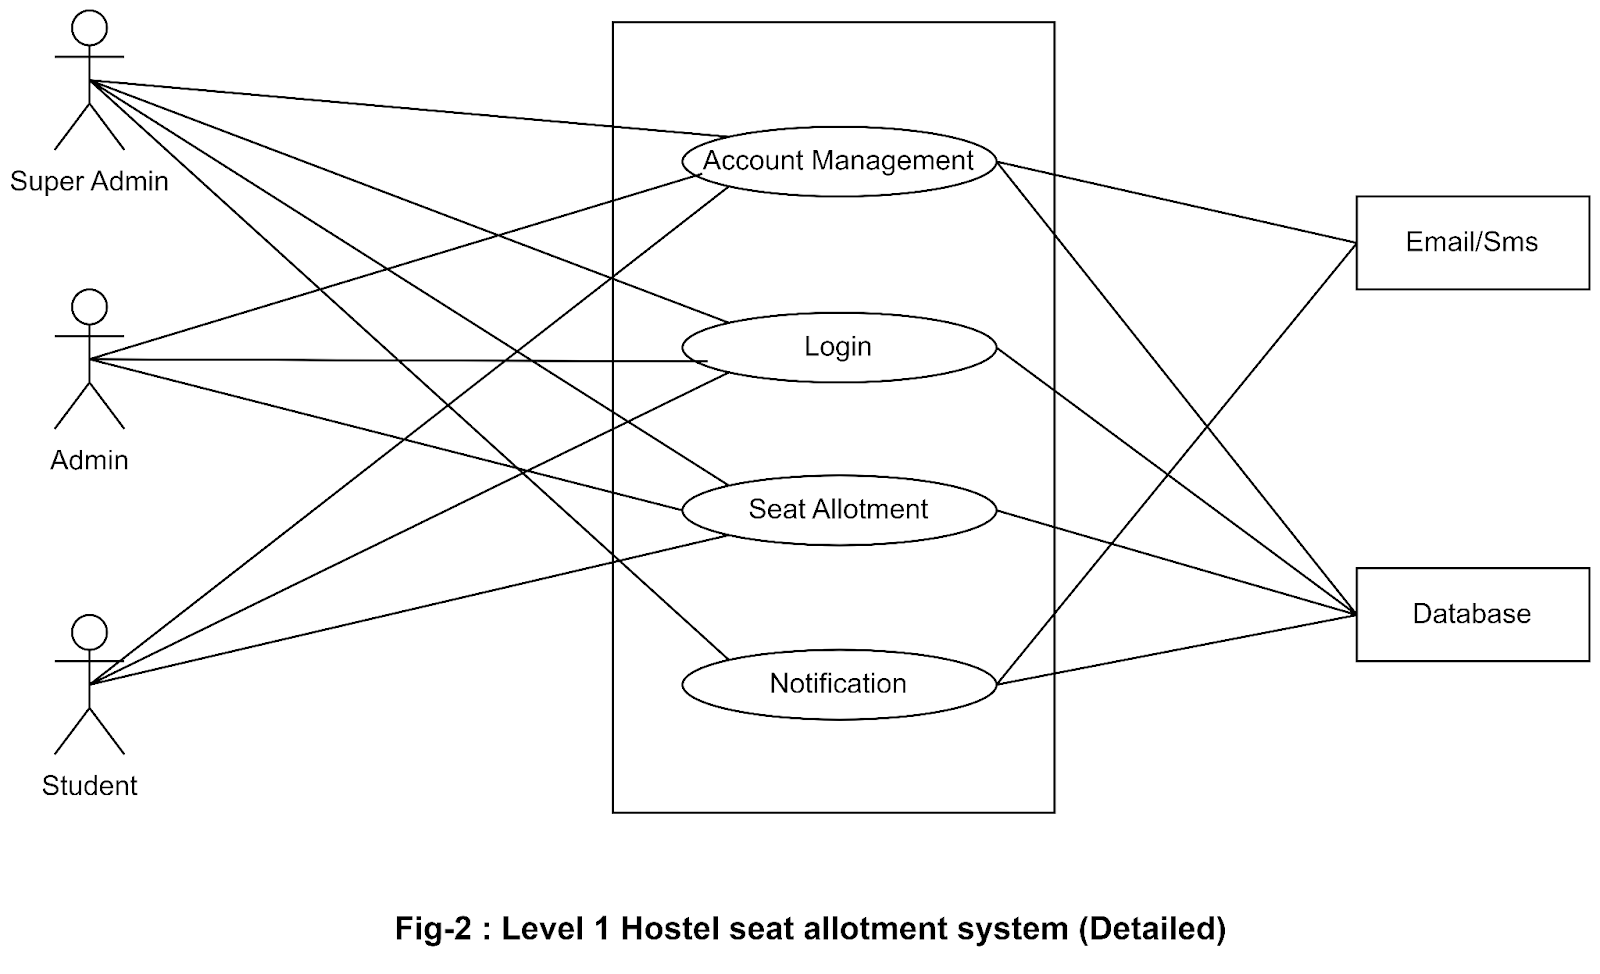 Super Admin
Admin
Student
Account Management
Login
Seat Allotment
Notification
Email/Sms
Database
Fig-2 : Level 1 Hostel seat allotment system (Detailed)